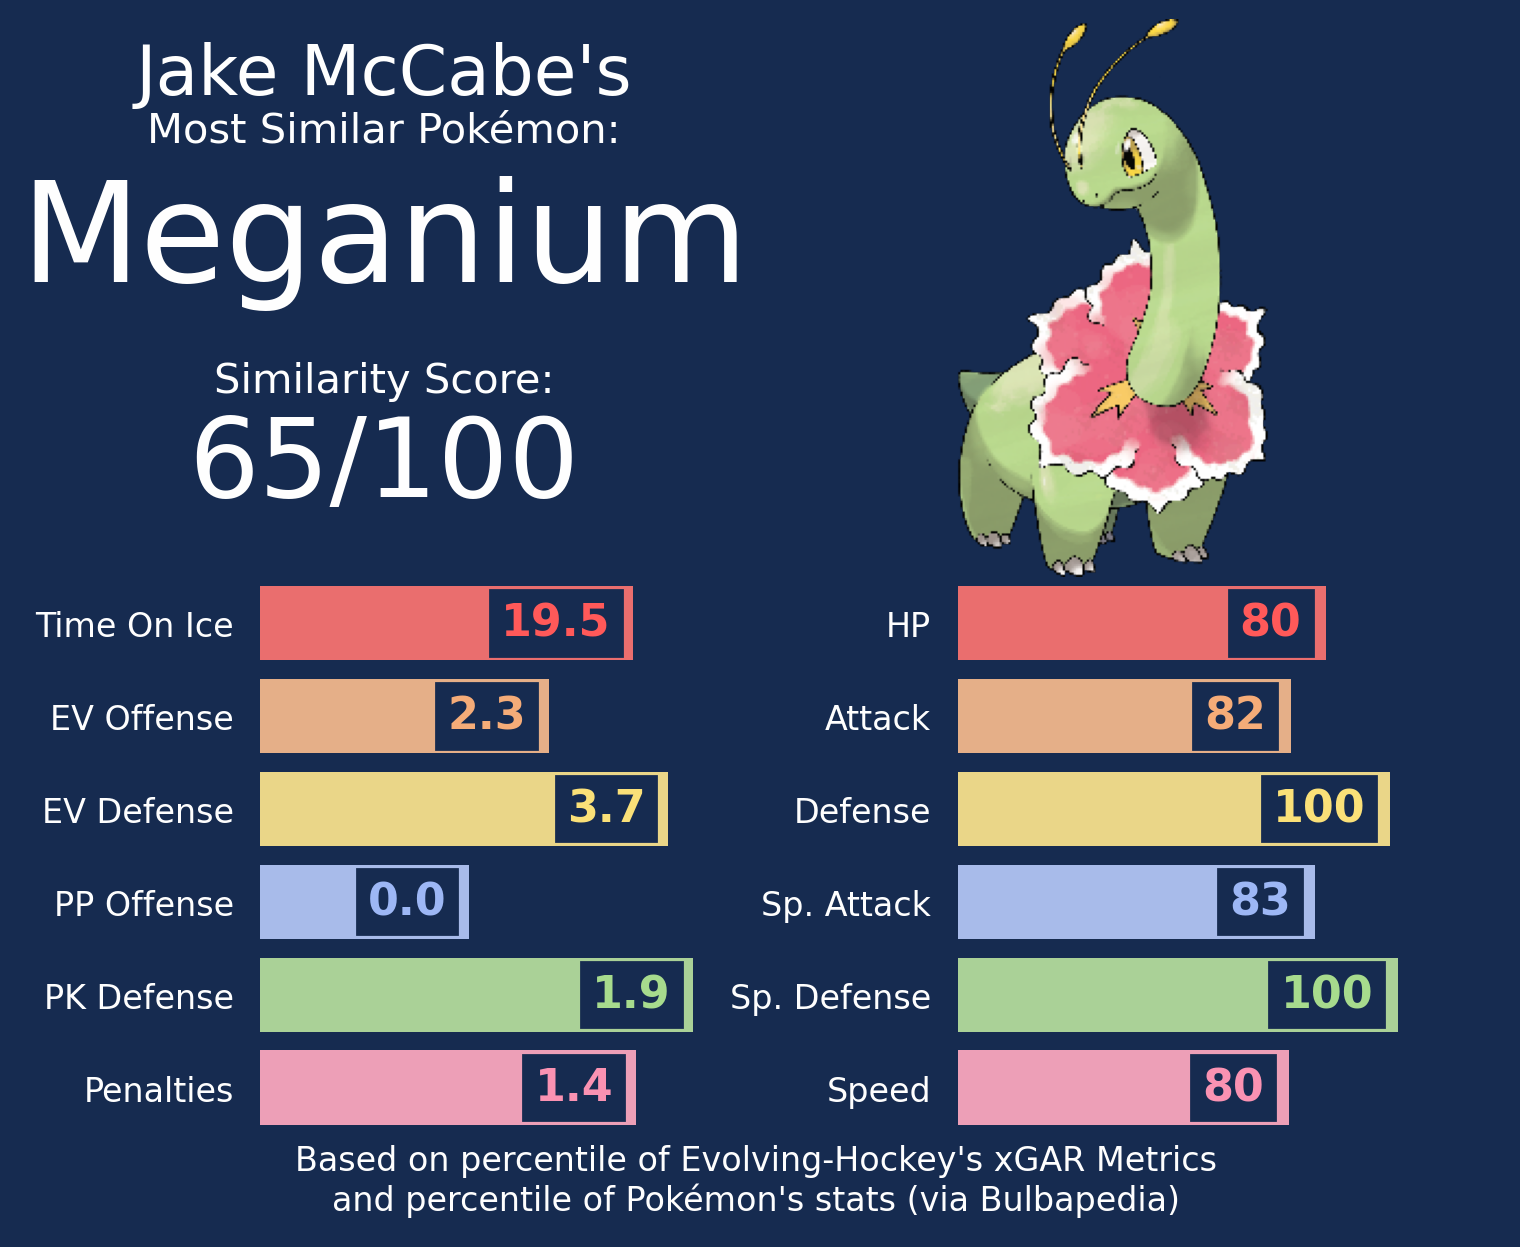 Jake McCabe's
Most Similar Pokémon:
Meganium
Similarity Score:
65/100
Time On Ice 19.5
EV Offense 2.3
EV Defense 3.7
PP Offense 0.0
PK Defense 1.9
Penalties 1.4
HP 80
Attack 82
Defense 100
Sp. Attack 83
Sp. Defense 100
Speed 80
Based on percentile of Evolving-Hockey's xGAR Metrics
and percentile of Pokémon's stats (via Bulbapedia)